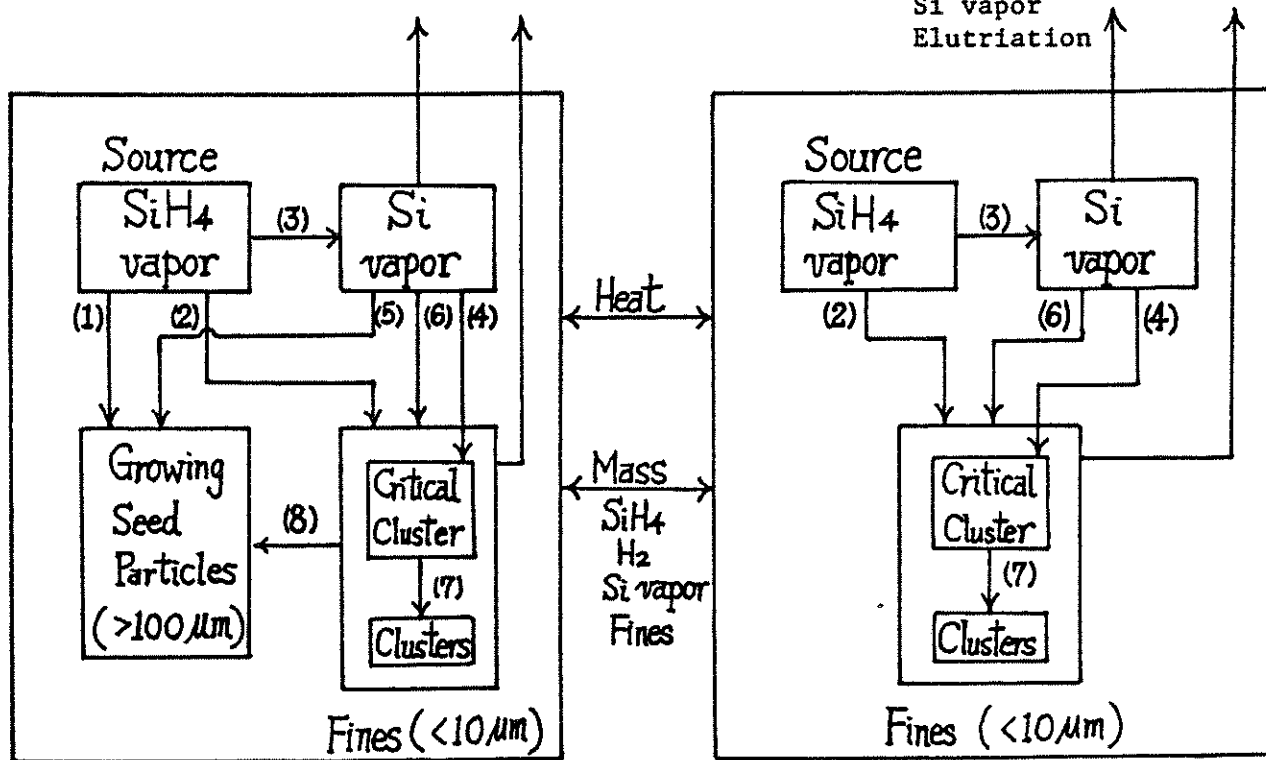 Si vapor
Elutriation
Source
SiH4
vapor
(3)
Si
vapor
(1)
(2)
(5)
(6)
(4)
Growing
Seed
Particles
(>100 μm)
(8)
Critical
Cluster
(7)
Clusters
Fines (<10 μm)
Heat
Mass
SiH4
H2
Si vapor
Fines
Source
SiH4
vapor
(3)
Si
vapor
(2)
(6)
(4)
Critical
Cluster
(7)
Clusters
Fines (<10 μm)